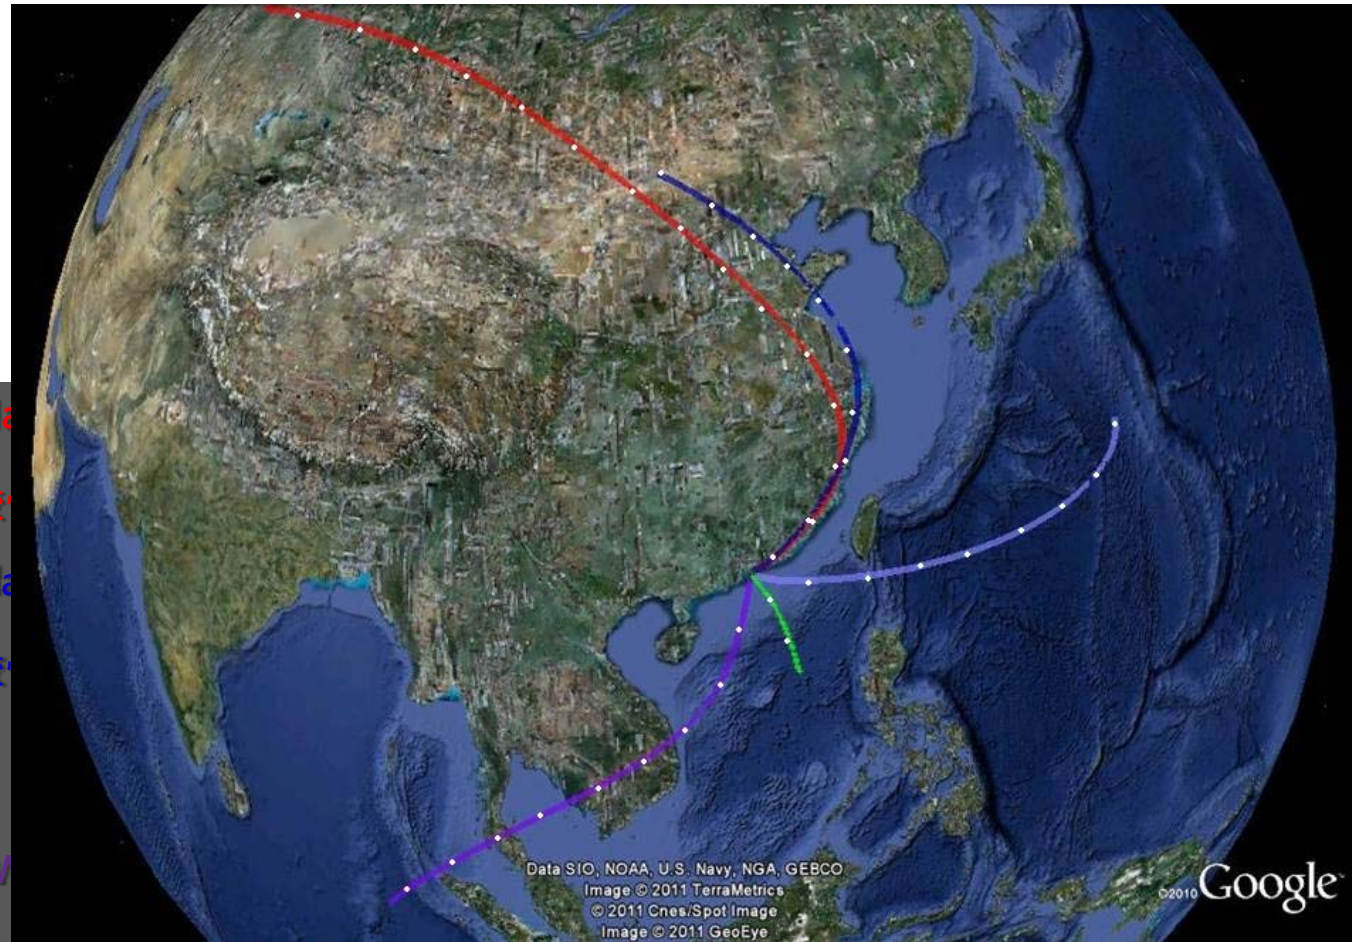 Data SIO, NOAA, U.S. Navy, NGA, GEBCO
Image © 2011 TerraMetrics
© 2011 Cnes/Spot Image
Image © 2011 GeoEye
©2010 Google